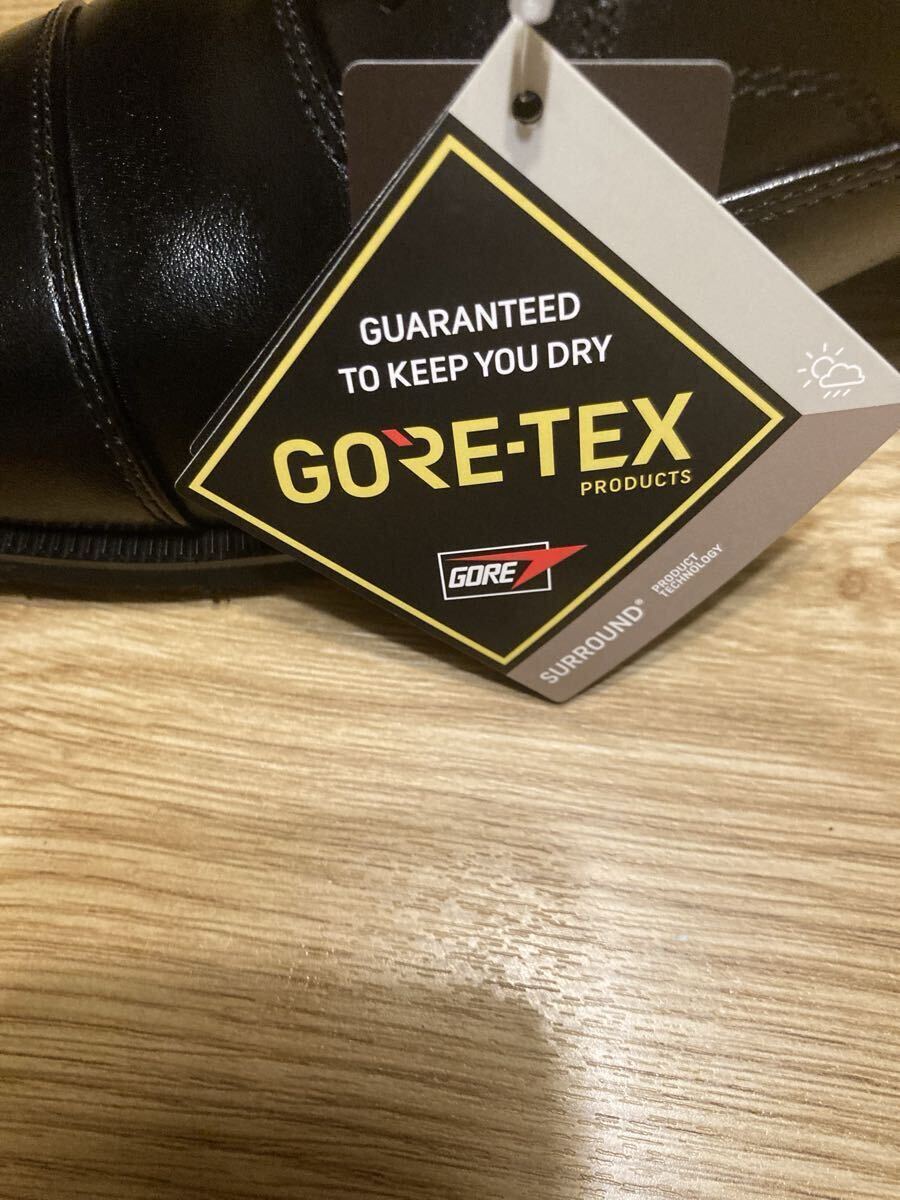 GUARANTEED
TO KEEP YOU DRY
GORE-TEX
PRODUCTS
GORE
SURROUND®
PRODUCT
TECHNOLOGY